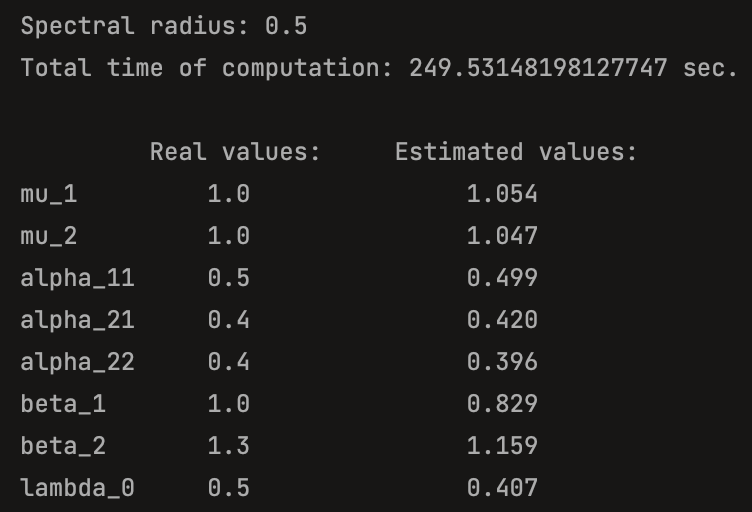 Spectral radius: 0.5
Total time of computation: 249.53148198127747 sec.
Real values: Estimated values:
mu_1 1.0 1.054
mu_2 1.0 1.047
alpha_11 0.5 0.499
alpha_21 0.4 0.420
alpha_22 0.4 0.396
beta_1 1.0 0.829
beta_2 1.3 1.159
lambda_0 0.5 0.407